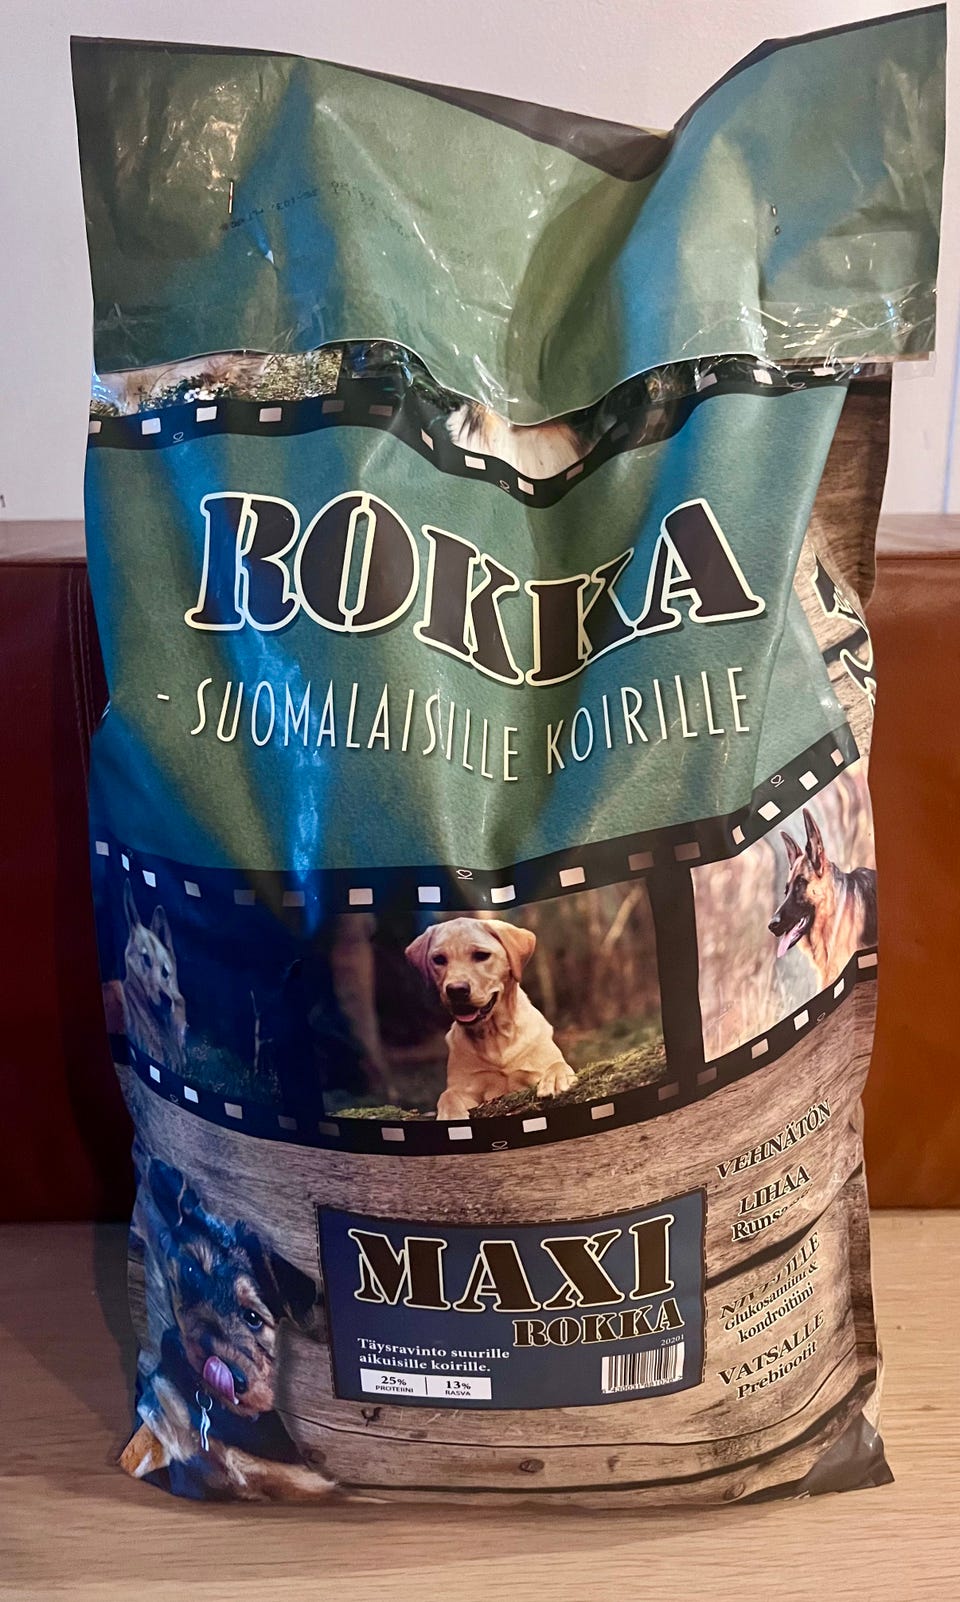 ROKKA
- SUOMALAISILLE KOIRILLE
VEHNÄTÖN
LIHAA
MAXI
ROKKA
Täysravinto suurille
aikuisille koirille.
25% 13%
PROTEIINI RASVA
20201
Glukosamiini &
kondroitiini
VATSALLE
Prebiootit